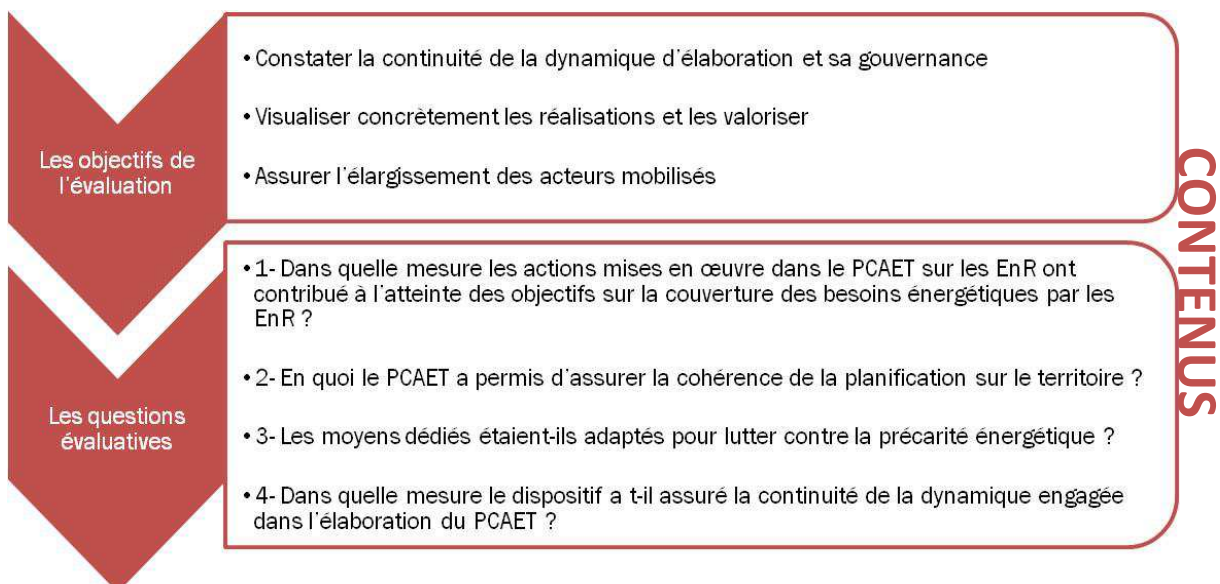 Les objectifs de
l'évaluation
• Constater la continuité de la dynamique d'élaboration et sa gouvernance
• Visualiser concrètement les réalisations et les valoriser
• Assurer l'élargissement des acteurs mobilisés
Les questions
évaluatives
• 1- Dans quelle mesure les actions mises en œuvre dans le PCAET sur les EnR ont
contribué à l'atteinte des objectifs sur la couverture des besoins énergétiques par les
EnR ?
• 2- En quoi le PCAET a permis d'assurer la cohérence de la planification sur le territoire ?
• 3- Les moyens dédiés étaient-ils adaptés pour lutter contre la précarité énergétique ?
• 4- Dans quelle mesure le dispositif a t-il assuré la continuité de la dynamique engagée
dans l'élaboration du PCAET ?
CONTENUS